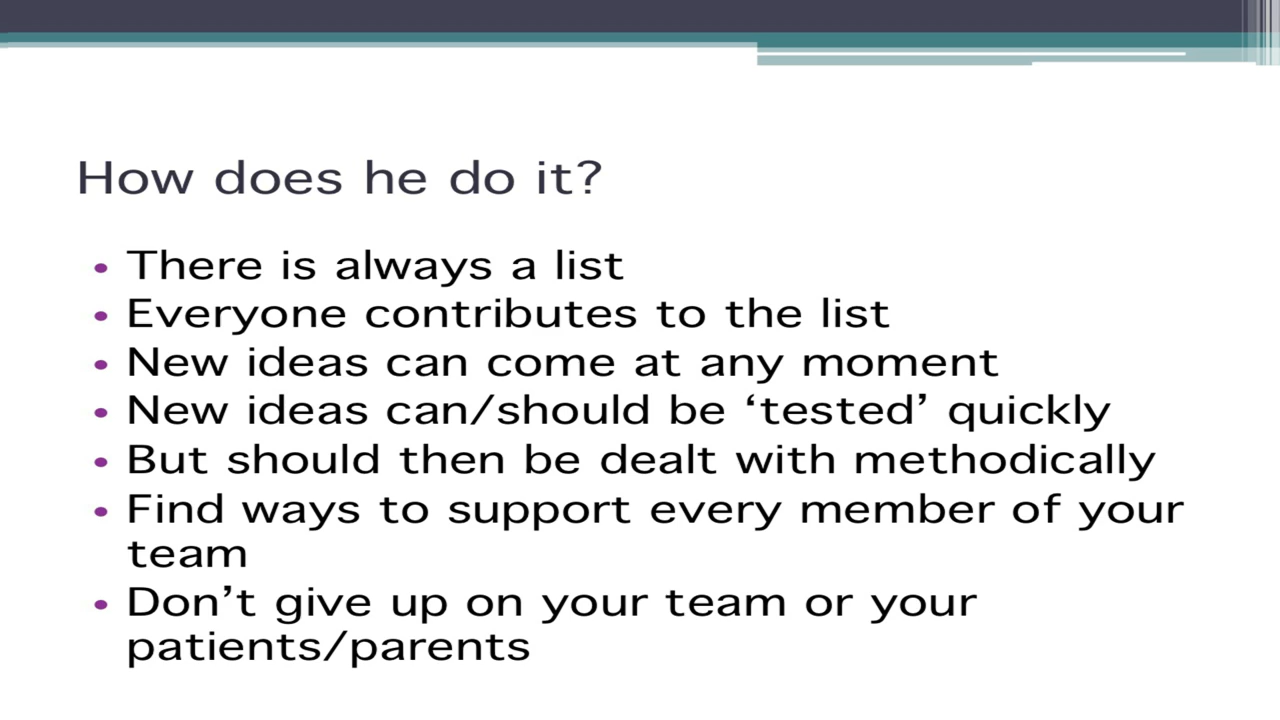 How does he do it?
• There is always a list
• Everyone contributes to the list
• New ideas can come at any moment
• New ideas can/should be ‘tested’ quickly
• But should then be dealt with methodically
• Find ways to support every member of your
team
• Don’t give up on your team or your
patients/parents